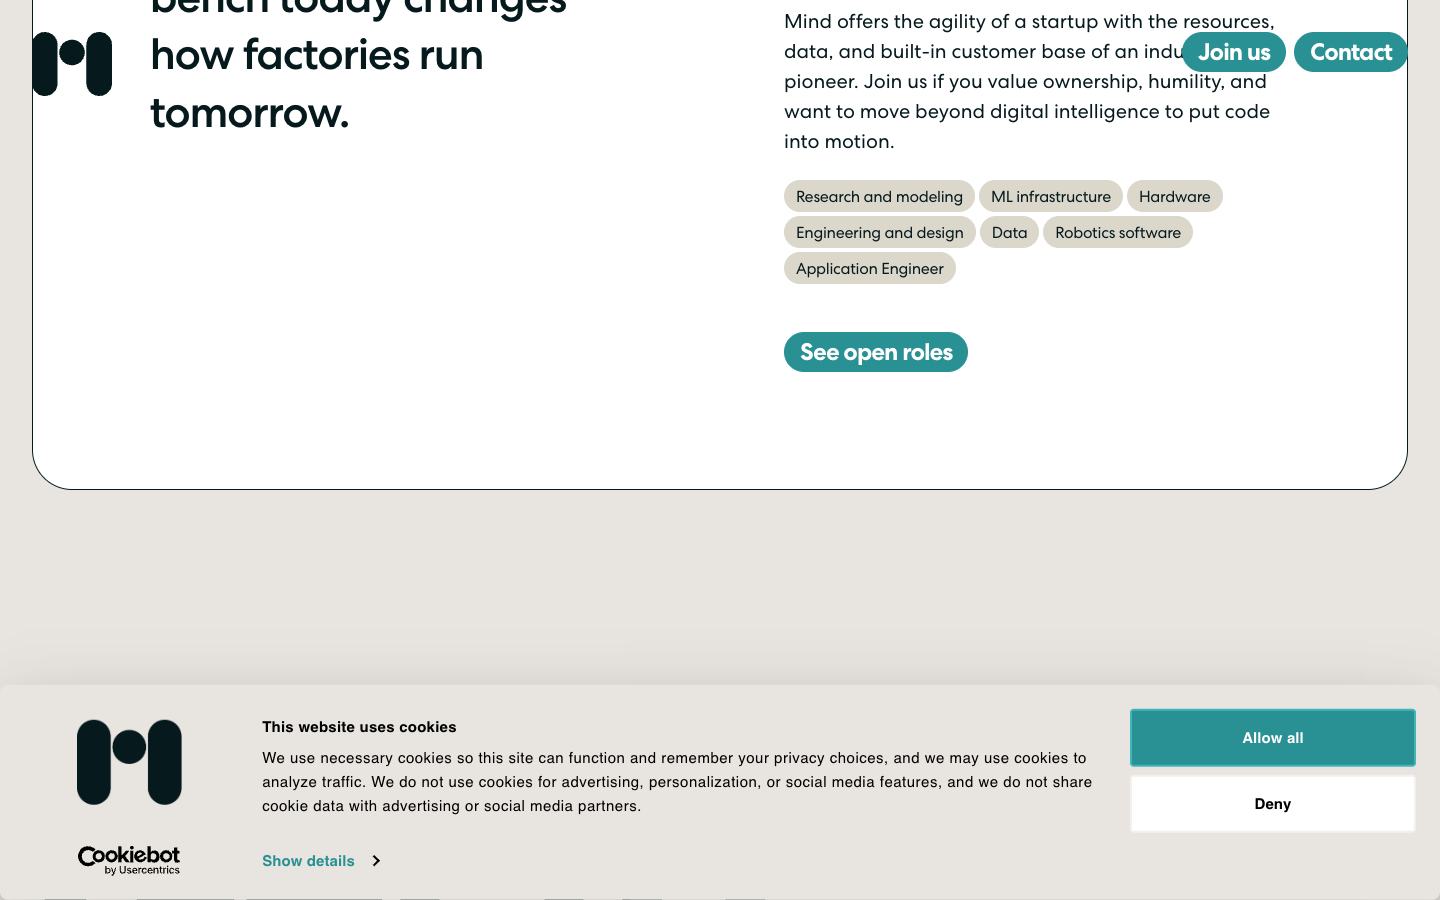 bench today changes
how factories run
tomorrow.
Mind offers the agility of a startup with the resources,
data, and built-in customer base of an indu
pioneer. Join us if you value ownership, humility, and
want to move beyond digital intelligence to put code
into motion.
Join us
Contact
Research and modeling
ML infrastructure
Hardware
Engineering and design
Data
Robotics software
Application Engineer
See open roles
This website uses cookies
We use necessary cookies so this site can function and remember your privacy choices, and we may use cookies to
analyze traffic. We do not use cookies for advertising, personalization, or social media features, and we do not share
cookie data with advertising or social media partners.
Show details
Allow all
Deny
Cookiebot
by Usercentrics